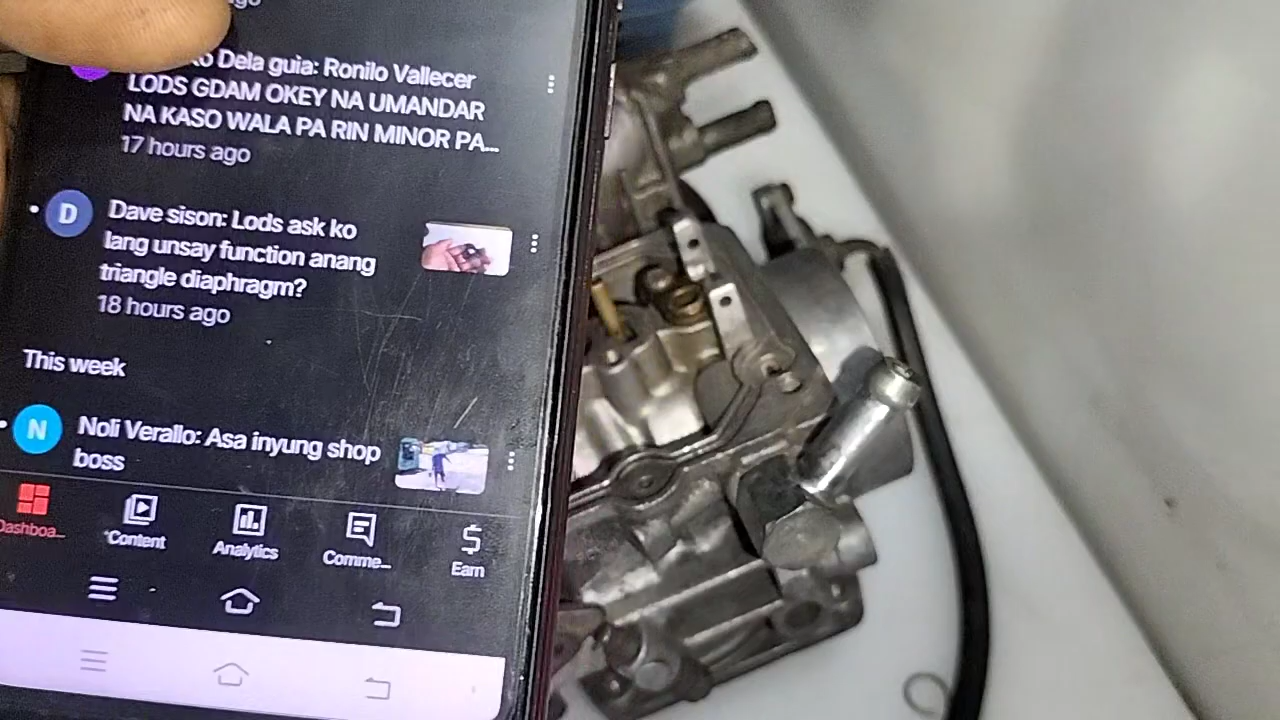 ago
Dela guia: Ronilo Vallecer
LODS GDAM OKEY NA UMANDAR
NA KASO WALA PA RIN MINOR PA...
17 hours ago
D
Dave sison: Lods ask ko
lang unsay function anang
triangle diaphragm?
18 hours ago
This week
N
Noli Verallo: Asa inyung shop
boss
Dashboa...
Content
Analytics
Comme...
Earn